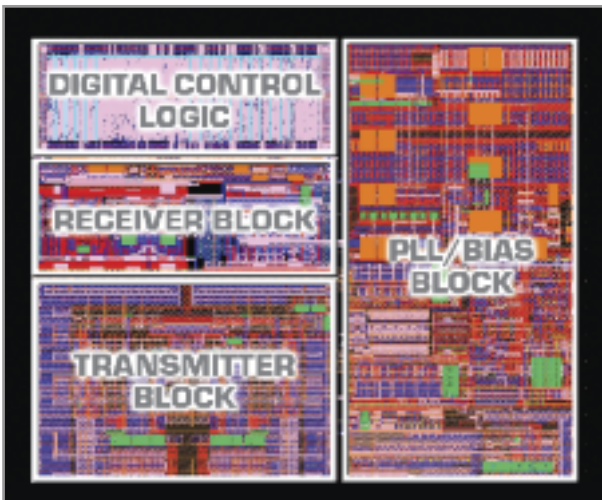 DIGITAL CONTROL
LOGIC
RECEIVER BLOCK
TRANSMITTER
BLOCK
PLL/BIAS
BLOCK